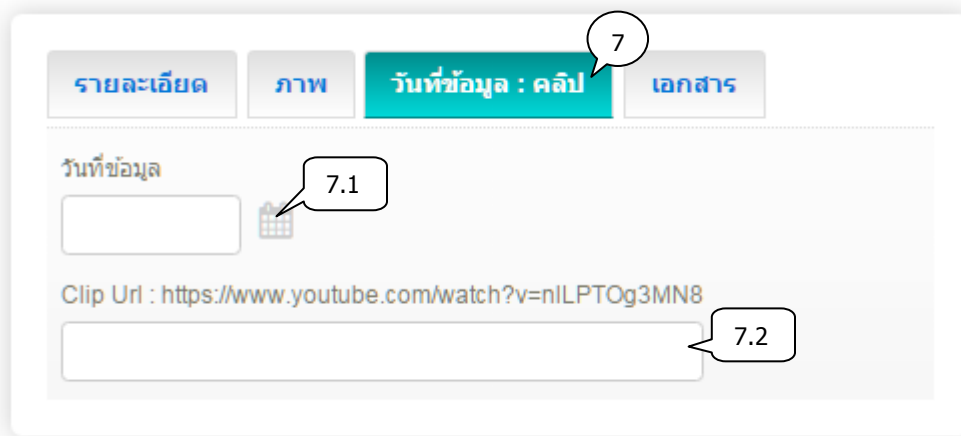 7
รายละเอียด ภาพ วันที่ข้อมูล : คลิป เอกสาร
วันที่ข้อมูล
7.1
Clip Url : https://www.youtube.com/watch?v=nlLPTOg3MN8
7.2